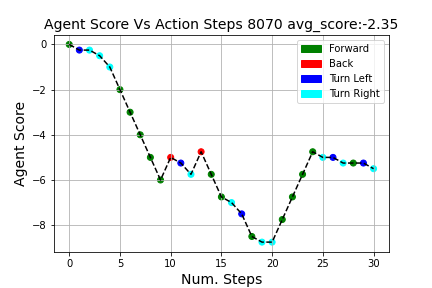 Agent Score Vs Action Steps 8070 avg_score:-2.35
Forward
Back
Turn Left
Turn Right
Agent Score
0
−2
−4
−6
−8
0 5 10 15 20 25 30
Num. Steps